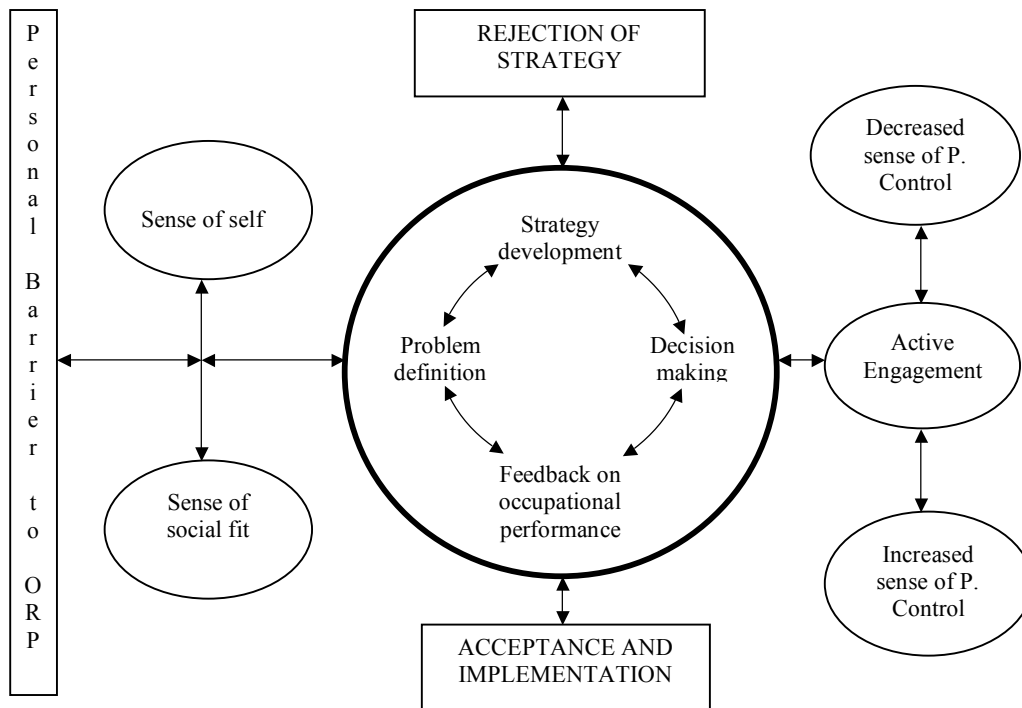 Personal Barrier to ORP
REJECTION OF
STRATEGY
Decreased
sense of P.
Control
Sense of self
Strategy
development
Problem
definition
Decision
making
Active
Engagement
Feedback on
occupational
performance
Sense of
social fit
Increased
sense of P.
Control
ACCEPTANCE AND
IMPLEMENTATION